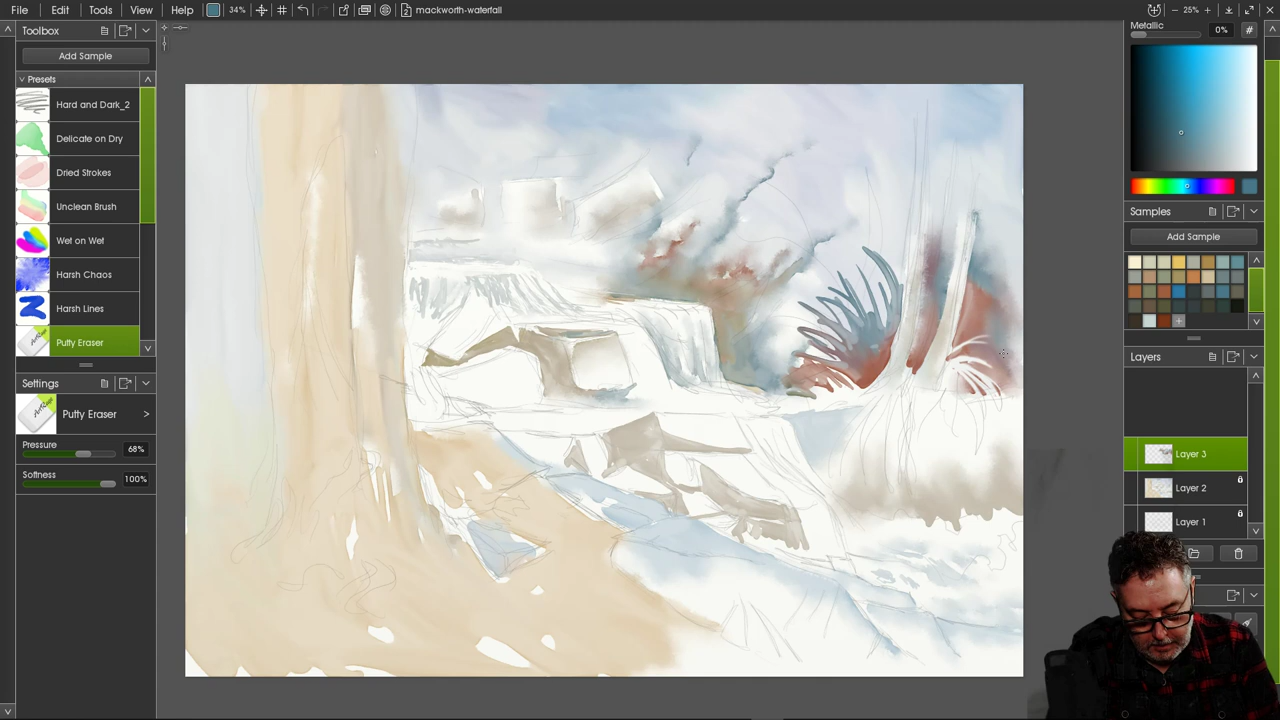 File Edit Tools View Help 34% mackworth-waterfall 25%
Toolbox
Add Sample
Presets
Hard and Dark_2
Delicate on Dry
Dried Strokes
Unclean Brush
Wet on Wet
Harsh Chaos
Harsh Lines
Putty Eraser
Settings
Putty Eraser
Pressure
68%
Softness
100%
Metallic
0%
Samples
Add Sample
Layers
Layer 3
Layer 2
Layer 1